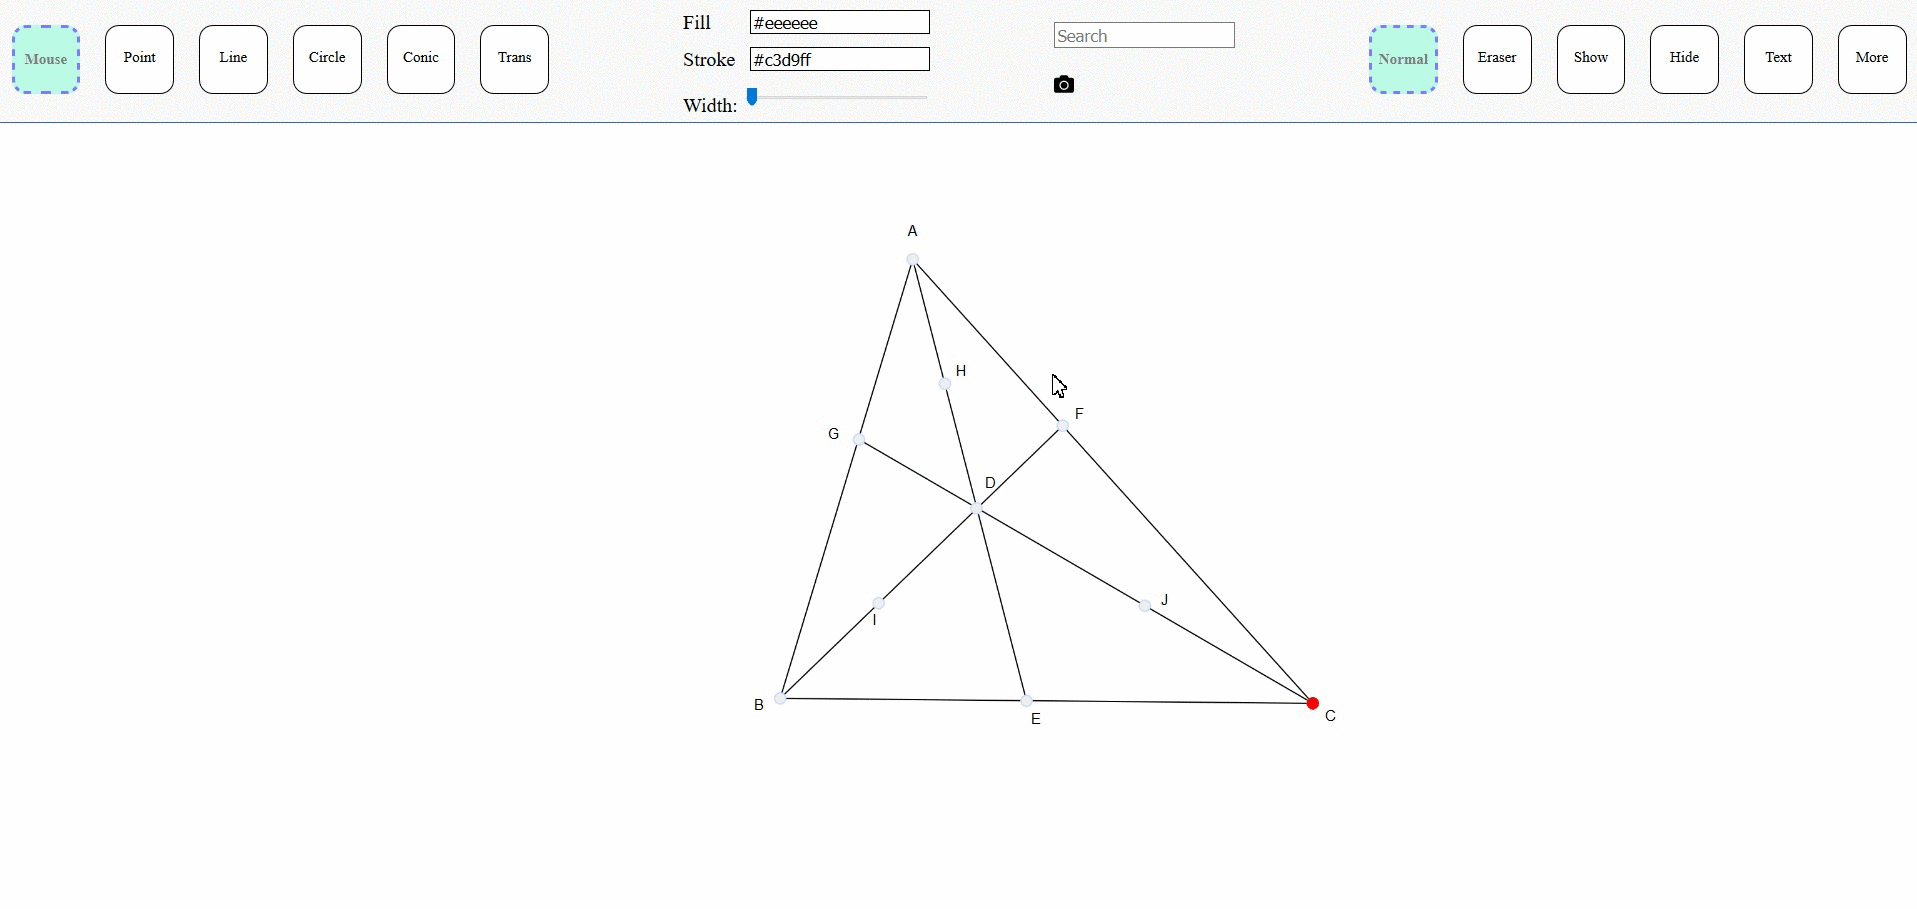 Mouse
Point
Line
Circle
Conic
Trans
Fill
#eeeeee
Stroke
#c3d9ff
Width:
Search
Normal
Eraser
Show
Hide
Text
More
A
H
F
G
D
J
I
B
E
C